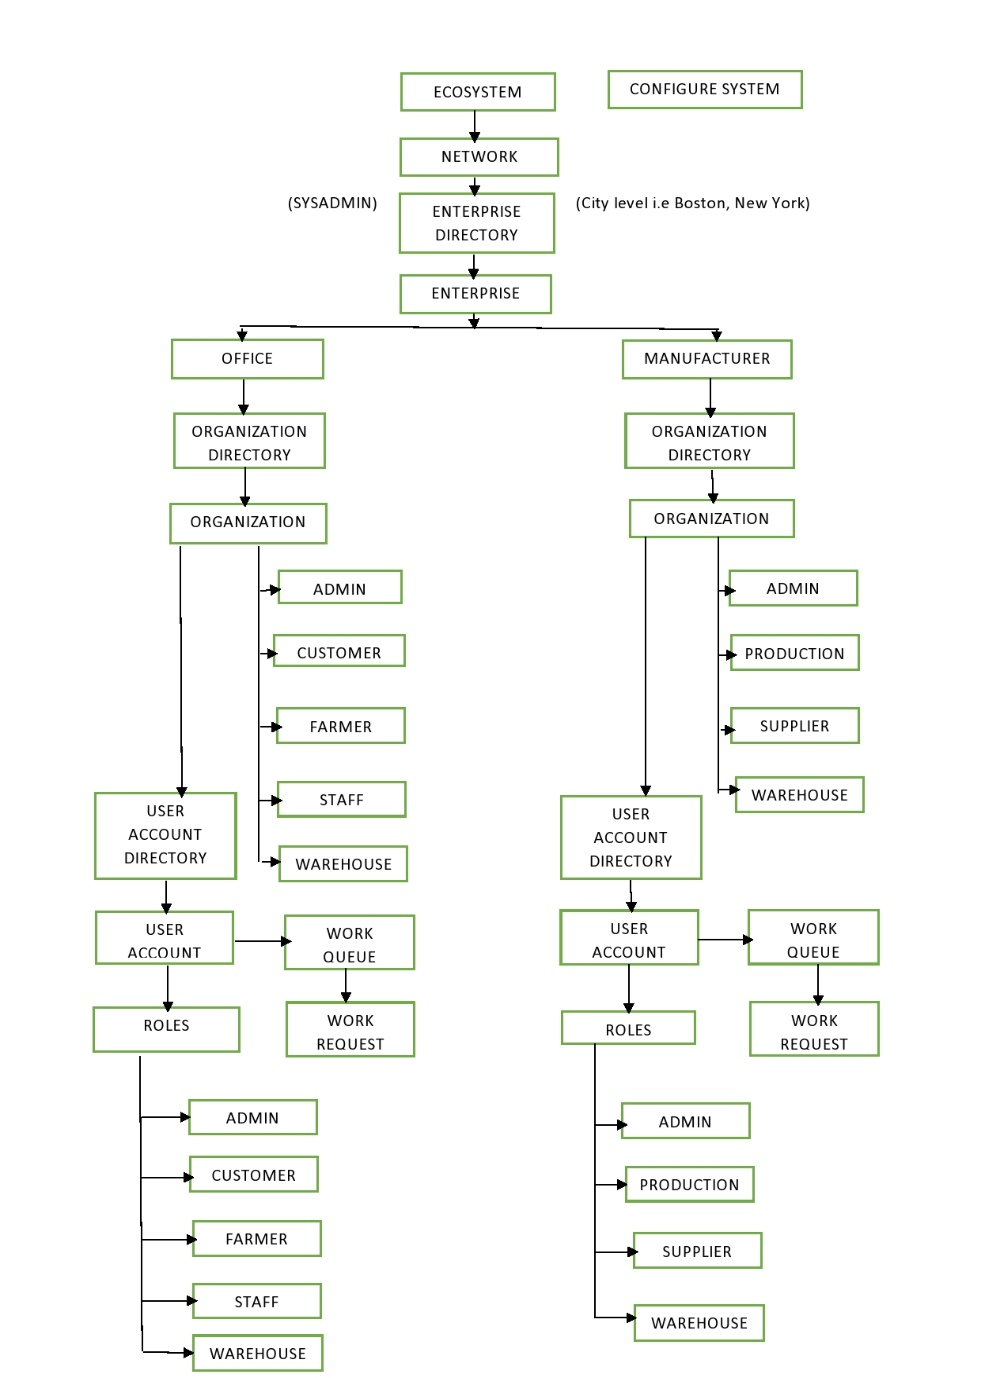 ECOSYSTEM
CONFIGURE SYSTEM
NETWORK
(SYSADMIN)
ENTERPRISE
DIRECTORY
(City level i.e Boston, New York)
ENTERPRISE
OFFICE
ORGANIZATION
DIRECTORY
ORGANIZATION
ADMIN
CUSTOMER
FARMER
STAFF
WAREHOUSE
USER
ACCOUNT
DIRECTORY
USER
ACCOUNT
WORK
QUEUE
WORK
REQUEST
ROLES
ADMIN
CUSTOMER
FARMER
STAFF
WAREHOUSE
MANUFACTURER
ORGANIZATION
DIRECTORY
ORGANIZATION
ADMIN
PRODUCTION
SUPPLIER
WAREHOUSE
USER
ACCOUNT
DIRECTORY
USER
ACCOUNT
WORK
QUEUE
WORK
REQUEST
ROLES
ADMIN
PRODUCTION
SUPPLIER
WAREHOUSE